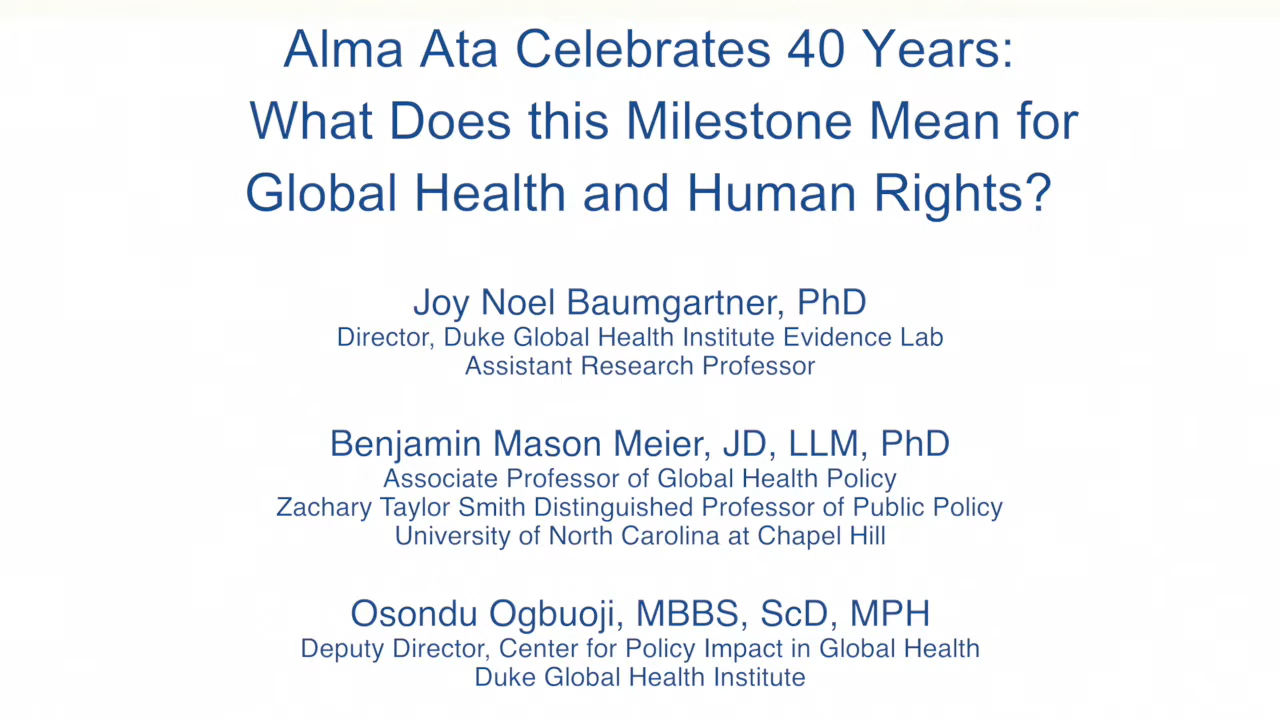 Alma Ata Celebrates 40 Years:
What Does this Milestone Mean for
Global Health and Human Rights?
Joy Noel Baumgartner, PhD
Director, Duke Global Health Institute Evidence Lab
Assistant Research Professor
Benjamin Mason Meier, JD, LLM, PhD
Associate Professor of Global Health Policy
Zachary Taylor Smith Distinguished Professor of Public Policy
University of North Carolina at Chapel Hill
Osondu Ogbuoji, MBBS, ScD, MPH
Deputy Director, Center for Policy Impact in Global Health
Duke Global Health Institute